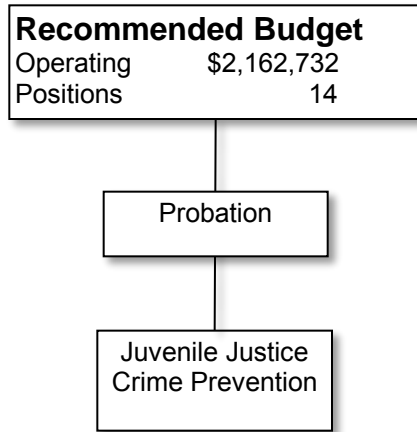 Recommended Budget
Operating $2,162,732
Positions 14
Probation
Juvenile Justice
Crime Prevention